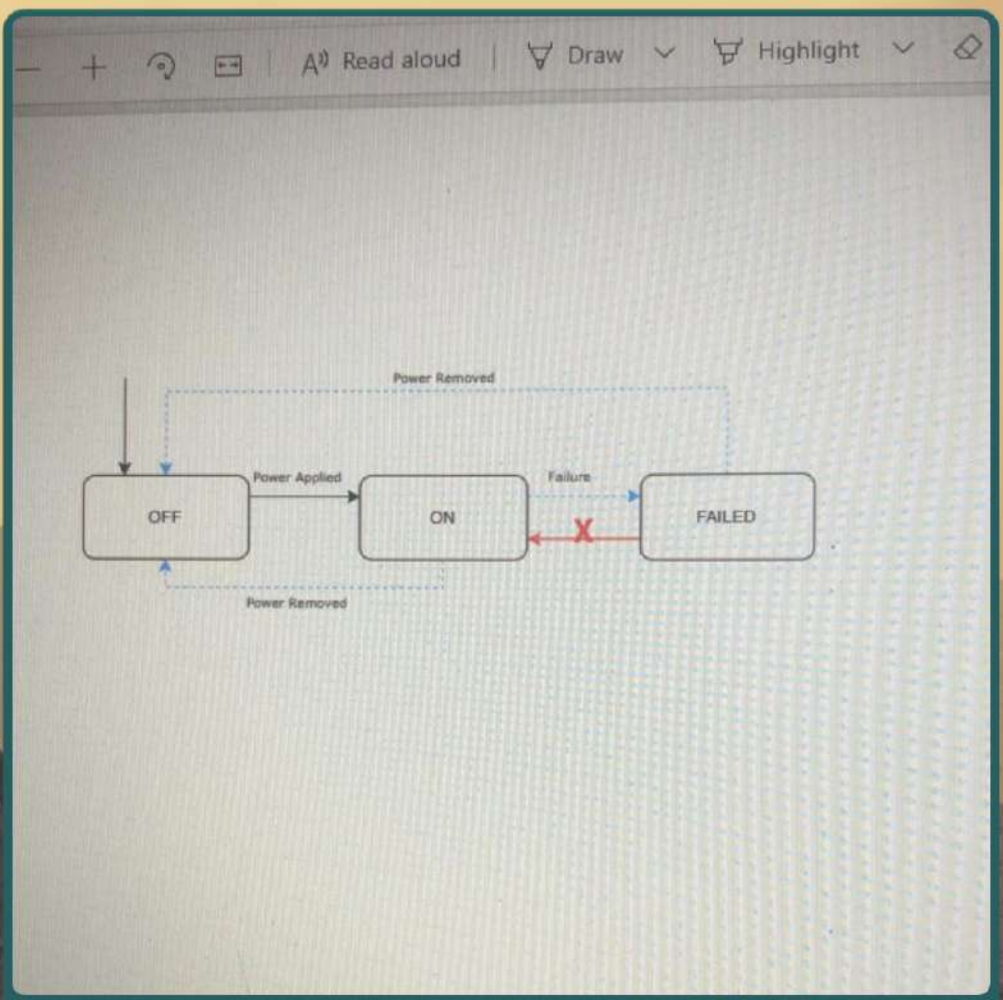 A Read aloud Draw Highlight
Power Removed
Power Applied
Failure
OFF
ON
X
FAILED
Power Removed